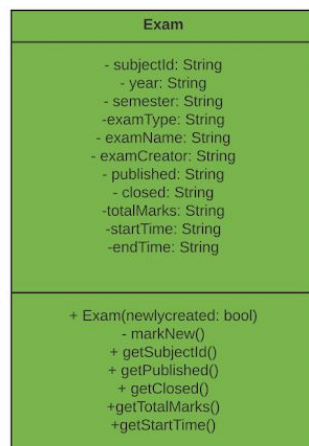 Exam
- subjectId: String
- year: String
- semester: String
-examType: String
- examName: String
- examCreator: String
- published: String
- closed: String
-totalMarks: String
-startTime: String
-endTime: String
+ Exam(newlycreated: bool)
- markNew()
+ getSubjectId()
+ getPublished()
+ getClosed()
+getTotalMarks()
+getStartTime()